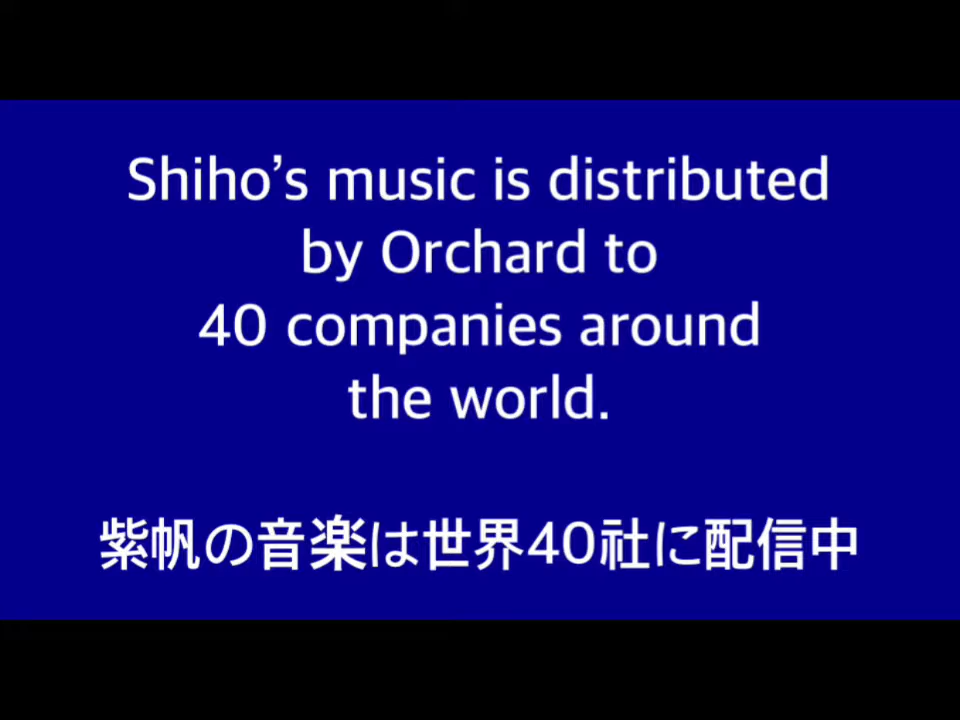 Shiho’s music is distributed
by Orchard to
40 companies around
the world.
紫帆の音楽は世界40社に配信中